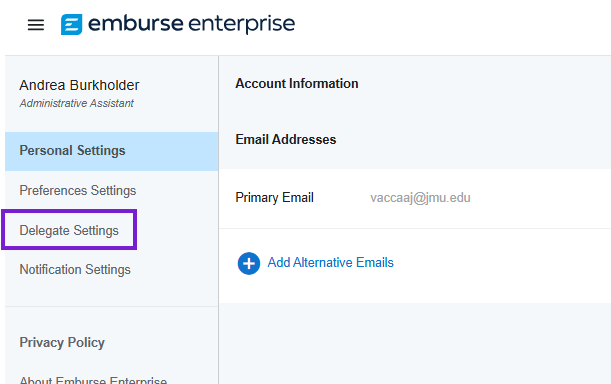 emburse enterprise
Andrea Burkholder
Administrative Assistant
Personal Settings
Preferences Settings
Delegate Settings
Notification Settings
Privacy Policy
About Emburse Enterprise
Account Information
Email Addresses
Primary Email vaccaaj@jmu.edu
Add Alternative Emails